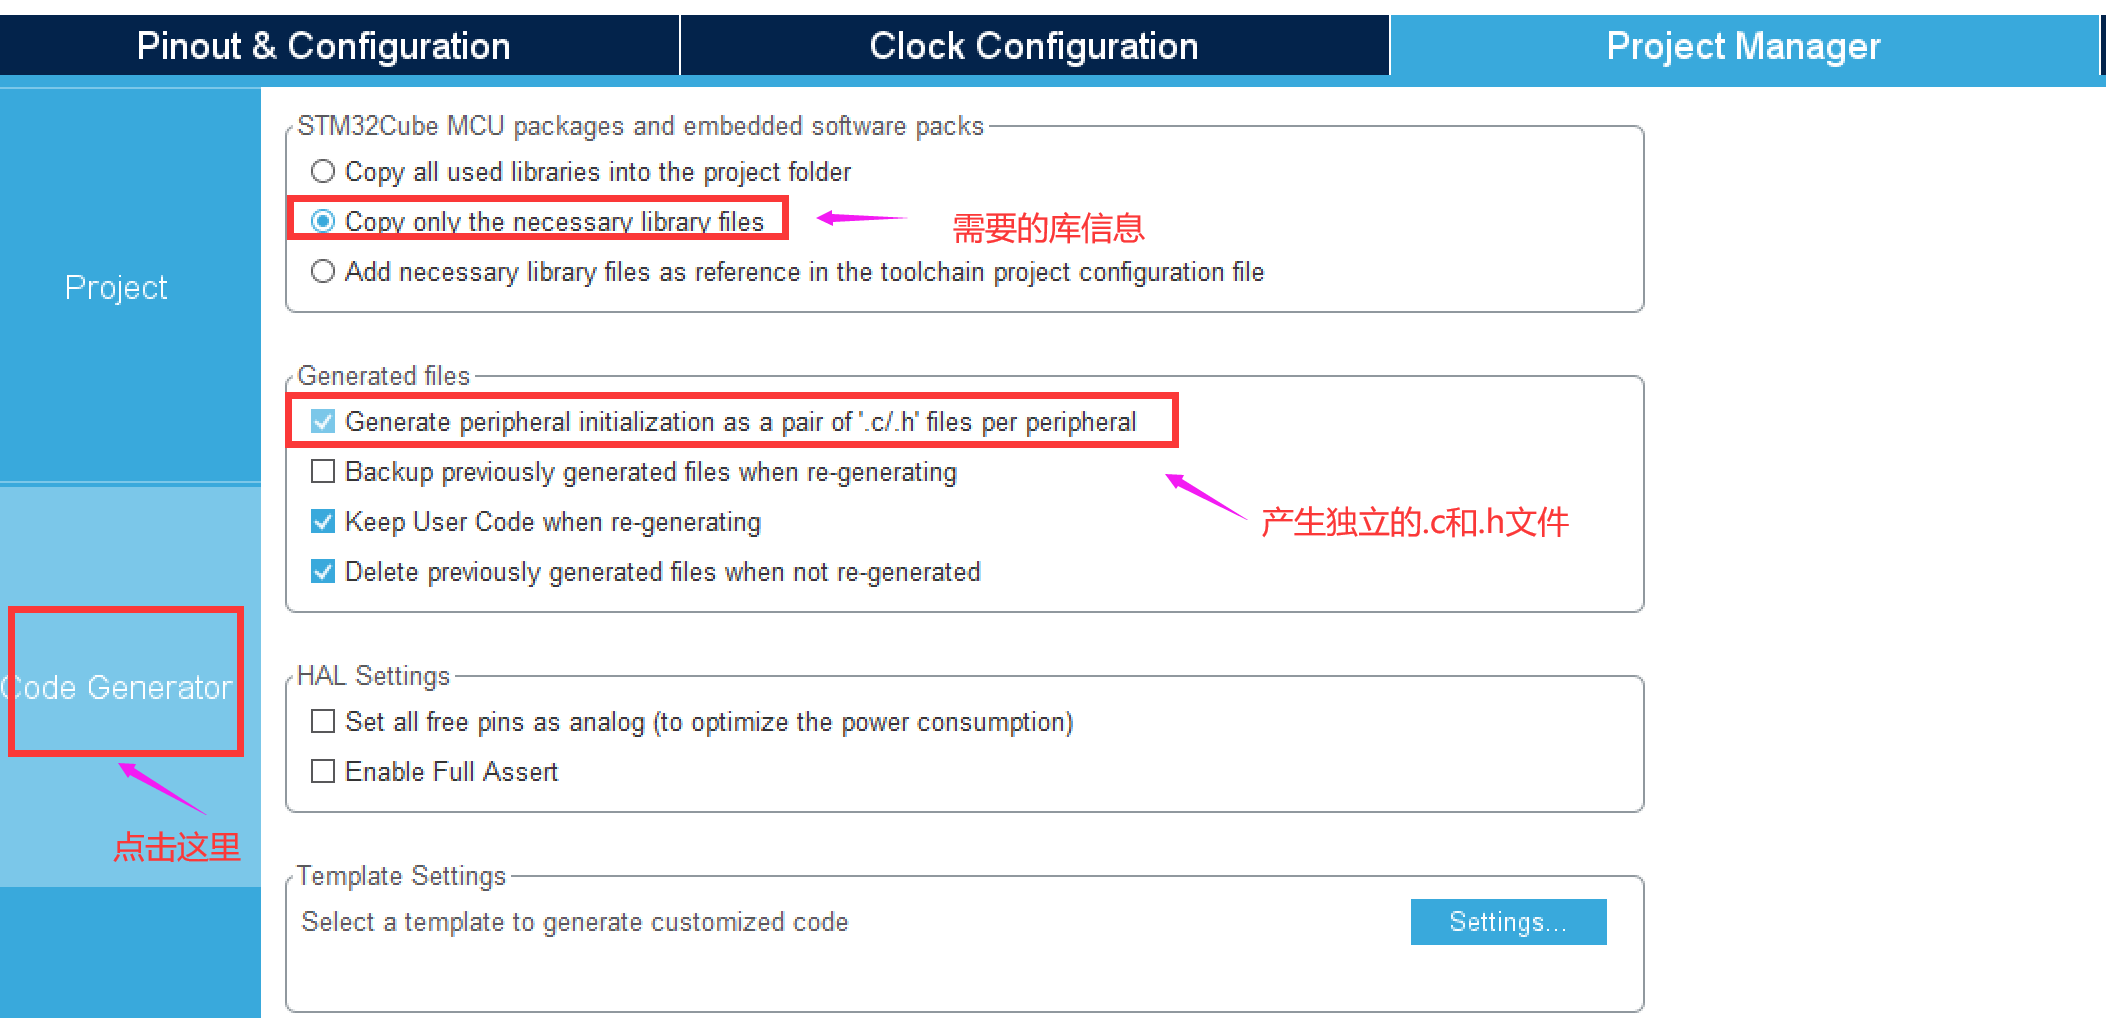 Pinout & Configuration
Clock Configuration
Project Manager
Project
Code Generator
点击这里
STM32Cube MCU packages and embedded software packs
Copy all used libraries into the project folder
Copy only the necessary library files
需要的库信息
Add necessary library files as reference in the toolchain project configuration file
Generated files
Generate peripheral initialization as a pair of '.c/.h' files per peripheral
Backup previously generated files when re-generating
产生独立的.c和.h文件
Keep User Code when re-generating
Delete previously generated files when not re-generated
HAL Settings
Set all free pins as analog (to optimize the power consumption)
Enable Full Assert
Template Settings
Select a template to generate customized code
Settings...